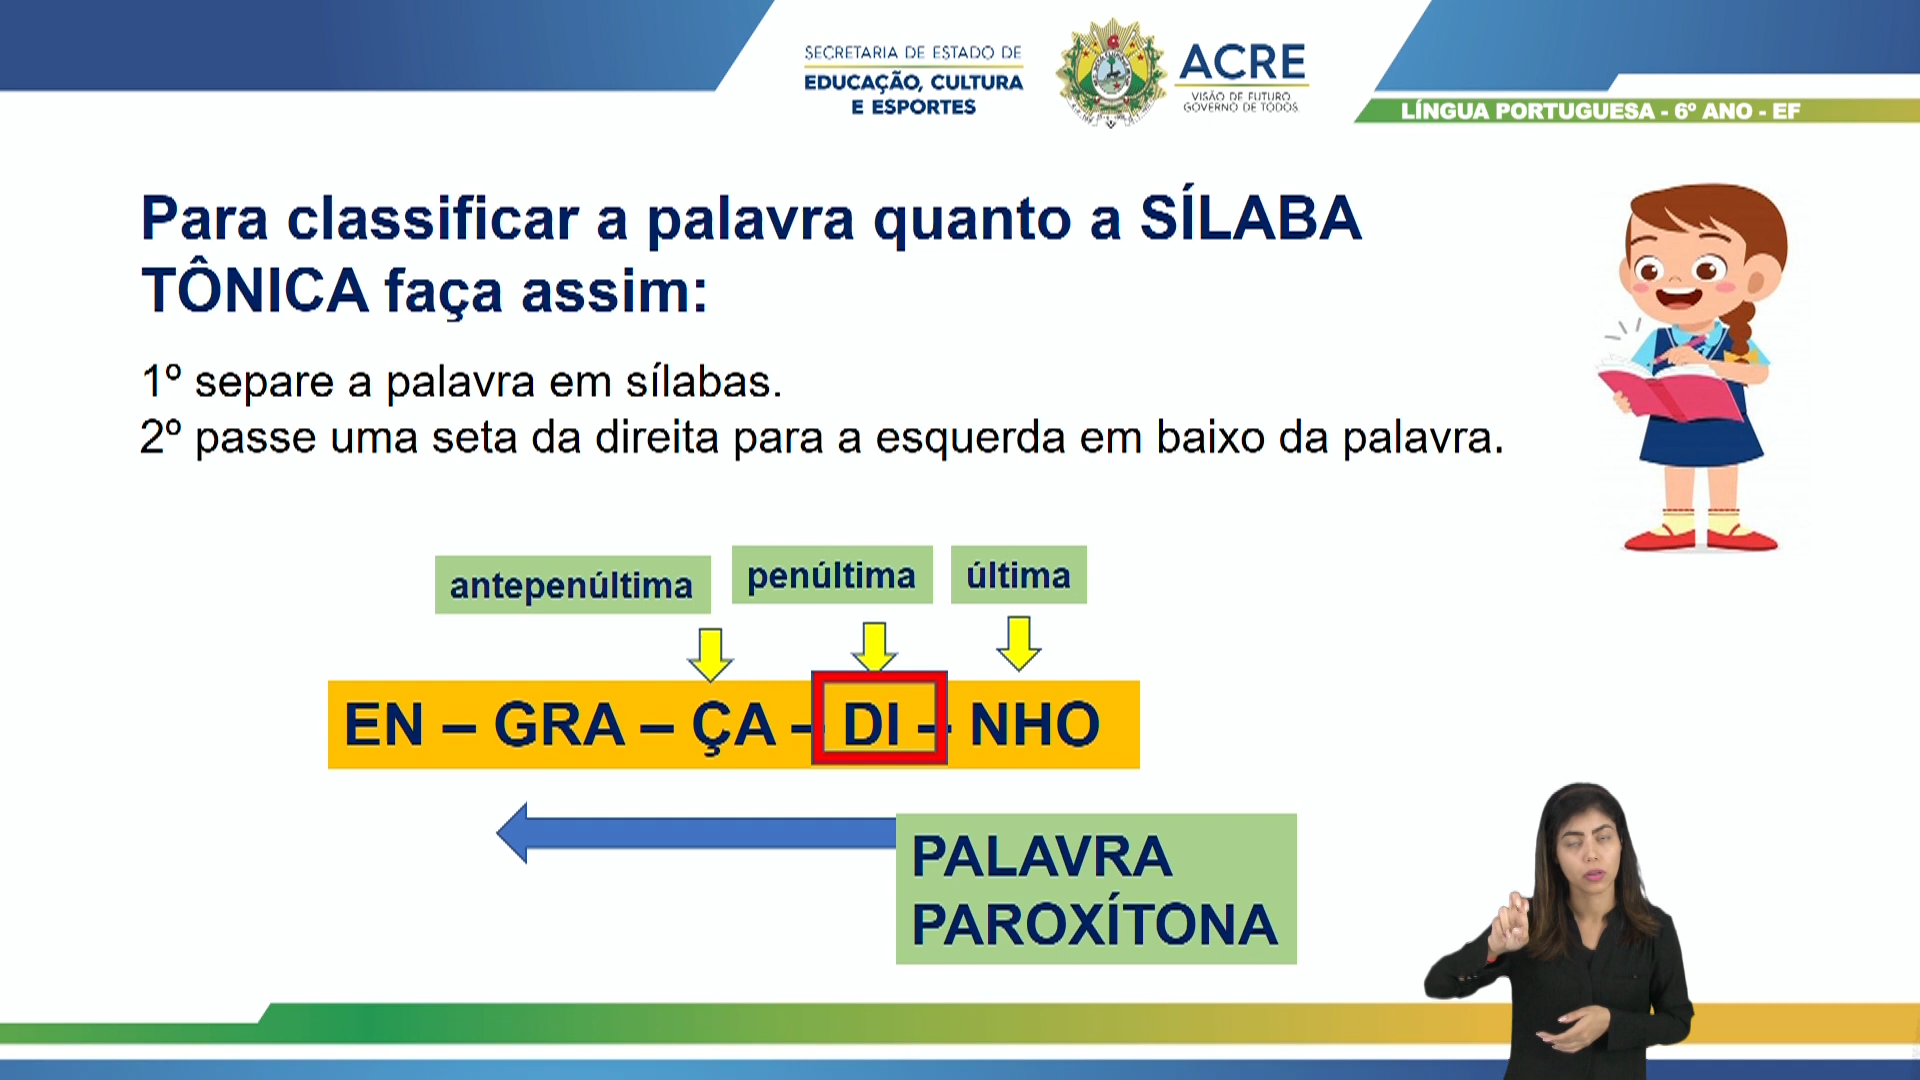 SECRETARIA DE ESTADO DE
EDUCAÇÃO, CULTURA
E ESPORTES
ACRE
VISÃO DE FUTURO
GOVERNO DE TODOS
LÍNGUA PORTUGUESA - 6º ANO - EF
Para classificar a palavra quanto a SÍLABA
TÔNICA faça assim:
1º separe a palavra em sílabas.
2º passe uma seta da direita para a esquerda em baixo da palavra.
antepenúltima penúltima última
EN – GRA – ÇA – DI – NHO
PALAVRA
PAROXÍTONA